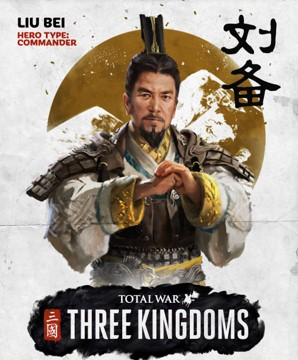 LIU BEI
HERO TYPE:
COMMANDER
刘
备
TOTAL WAR
三國
THREE KINGDOMS